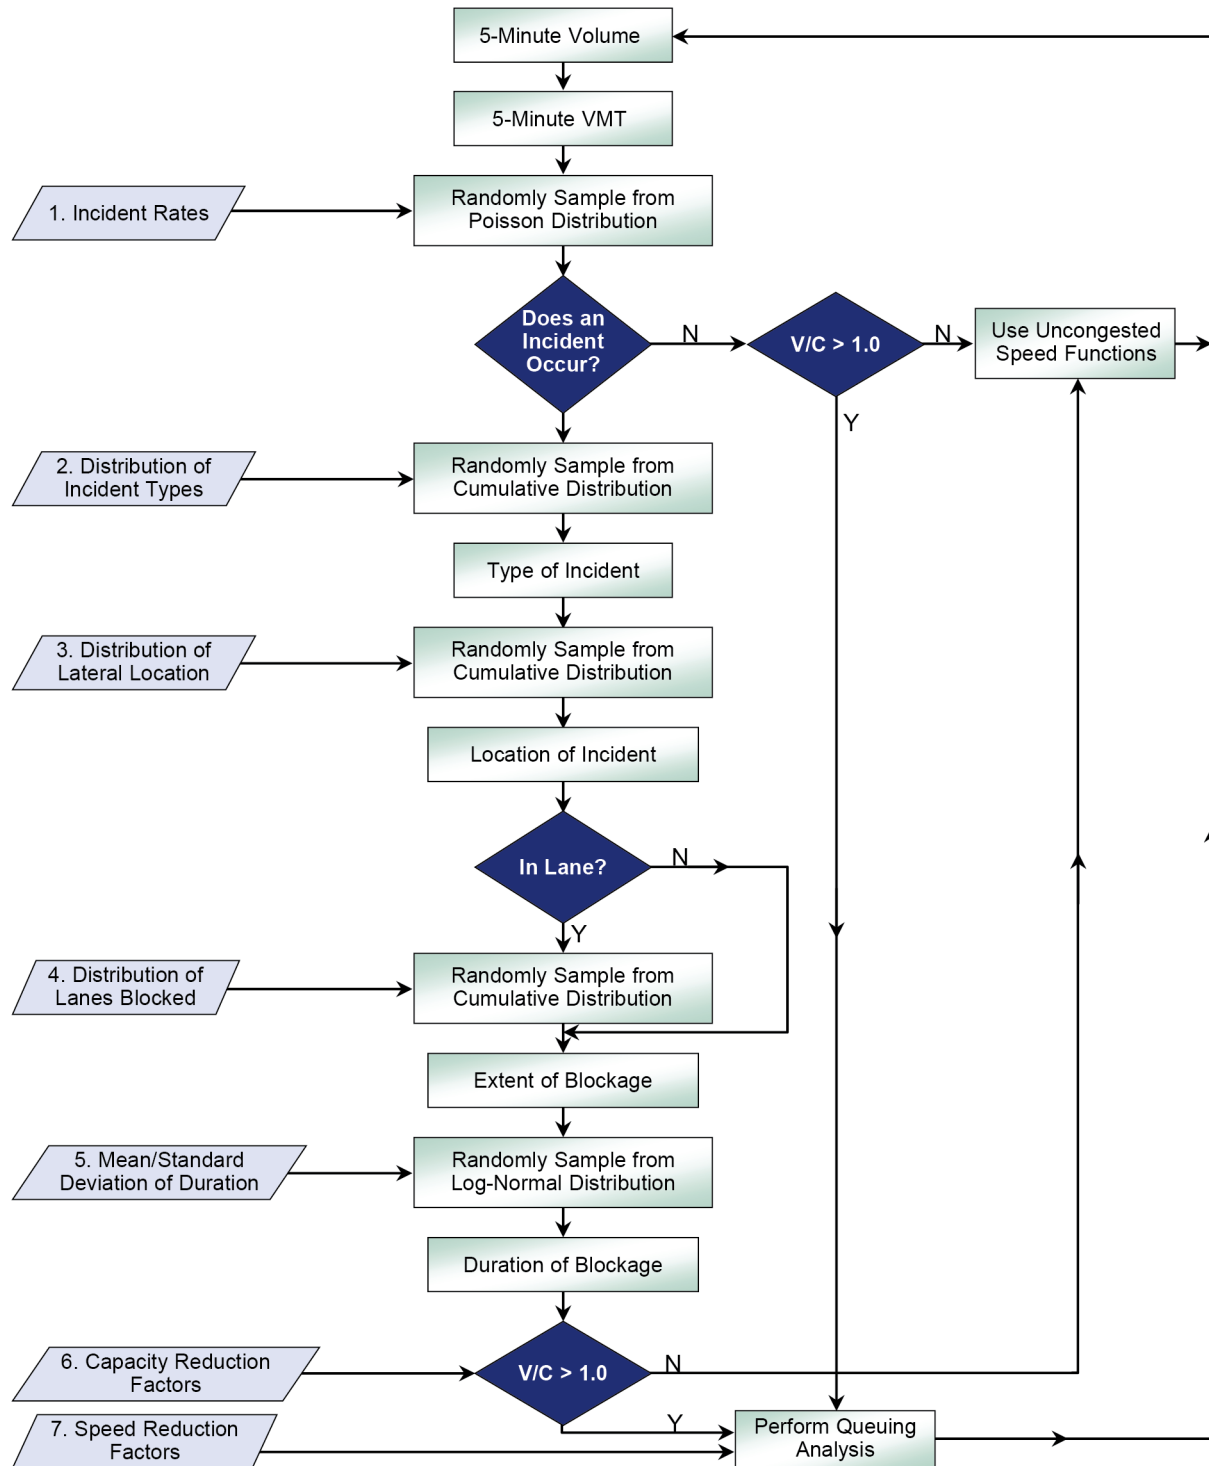 5-Minute Volume
5-Minute VMT
1. Incident Rates
Randomly Sample from
Poisson Distribution
Does an
Incident
Occur?
N
V/C > 1.0
N
Use Uncongested
Speed Functions
Y
2. Distribution of
Incident Types
Randomly Sample from
Cumulative Distribution
Type of Incident
3. Distribution of
Lateral Location
Randomly Sample from
Cumulative Distribution
Location of Incident
In Lane?
N
Y
4. Distribution of
Lanes Blocked
Randomly Sample from
Cumulative Distribution
Extent of Blockage
5. Mean/Standard
Deviation of Duration
Randomly Sample from
Log-Normal Distribution
Duration of Blockage
6. Capacity Reduction
Factors
V/C > 1.0
N
Y
7. Speed Reduction
Factors
Perform Queuing
Analysis